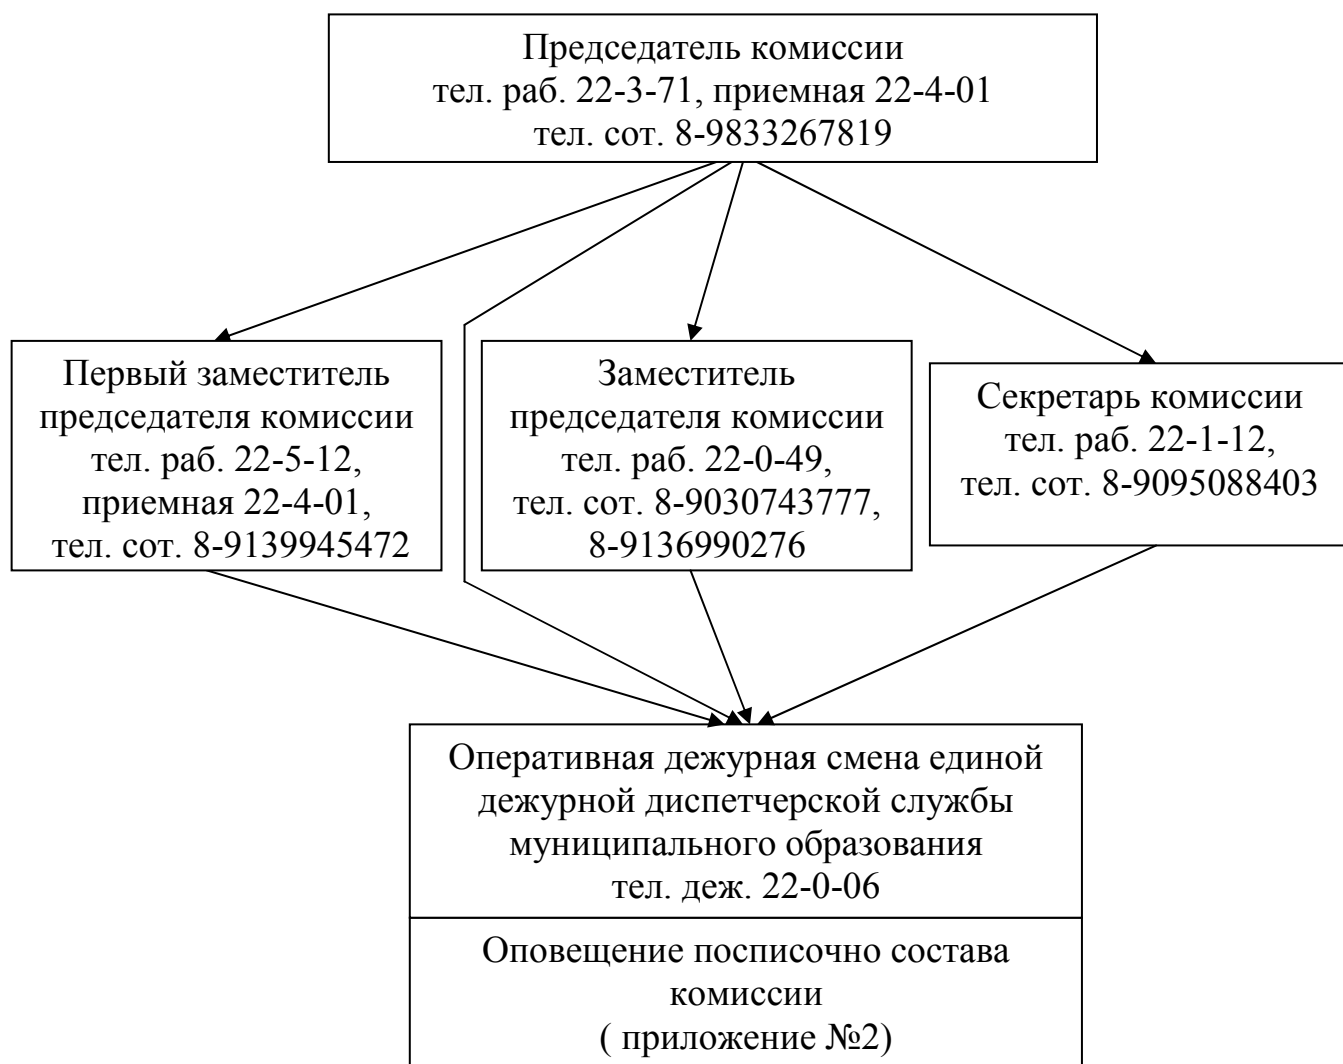 Председатель комиссии
тел. раб. 22-3-71, приемная 22-4-01
тел. сот. 8-9833267819
Первый заместитель
председателя комиссии
тел. раб. 22-5-12,
приемная 22-4-01,
тел. сот. 8-9139945472
Заместитель
председателя комиссии
тел. раб. 22-0-49,
тел. сот. 8-9030743777,
8-9136990276
Секретарь комиссии
тел. раб. 22-1-12,
тел. сот. 8-9095088403
Оперативная дежурная смена единой
дежурной диспетчерской службы
муниципального образования
тел. деж. 22-0-06
Оповещение посписочно состава
комиссии
( приложение №2)